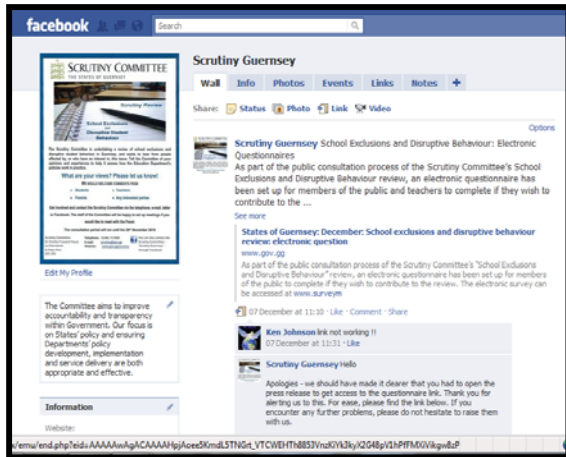 facebook
Search
SCRUTINY COMMITTEE
THE STATES OF GUERNSEY
Scrutiny Review
School Exclusions
and
Disruptive Student
Behaviour
What are your views? Please let us know!
Edit My Profile
The Committee aims to improve
accountability and transparency
within Government. Our focus is
on States' policy and ensuring
Departments' policy
development, implementation
and service delivery are both
appropriate and effective.
Information
Website:
Scrutiny Guernsey
Wall Info Photos Events Links Notes +
Share: Status Photo Link Video
Options
Scrutiny Guernsey School Exclusions and Disruptive Behaviour: Electronic
Questionnaires
As part of the public consultation process of the Scrutiny Committee's School
Exclusions and Disruptive Behaviour review, an electronic questionnaire has
been set up for members of the public and teachers to complete if they wish to
contribute to the ...
See more
States of Guernsey: December: School exclusions and disruptive behaviour
review: electronic question
www.gov.gg
As part of the public consultation process of the Scrutiny Committee's "School
Exclusions and Disruptive Behaviour" review, an electronic questionnaire has been set up for members
of the public to complete if they wish to contribute to the review. The electronic survey can
be accessed at www.surveym
07 December at 11:10 · Like · Comment · Share
Ken Johnson link not working !!
07 December at 11:31 · Like
Scrutiny Guernsey Hello
Apologies - we should have made it clearer that you had to open the
press release to get access to the questionnaire link. Thank you for
alerting us to this. For ease, please find the link below. If you
encounter any further problems, please do not hesitate to raise them
with us.